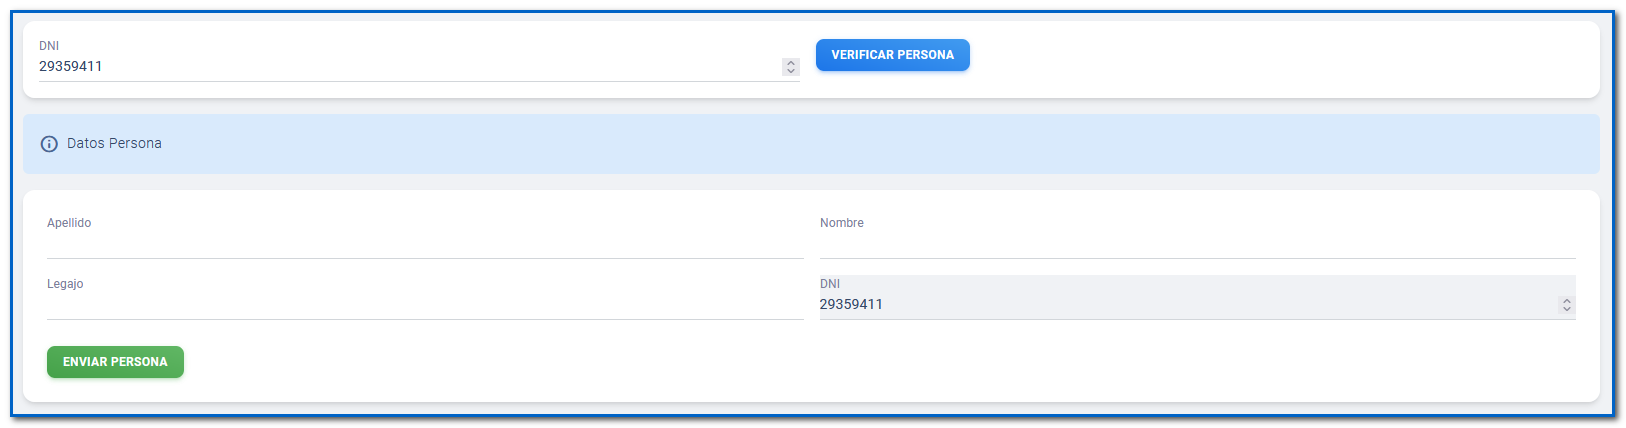 DNI
29359411
VERIFICAR PERSONA
Datos Persona
Apellido
Nombre
Legajo
DNI
29359411
ENVIAR PERSONA